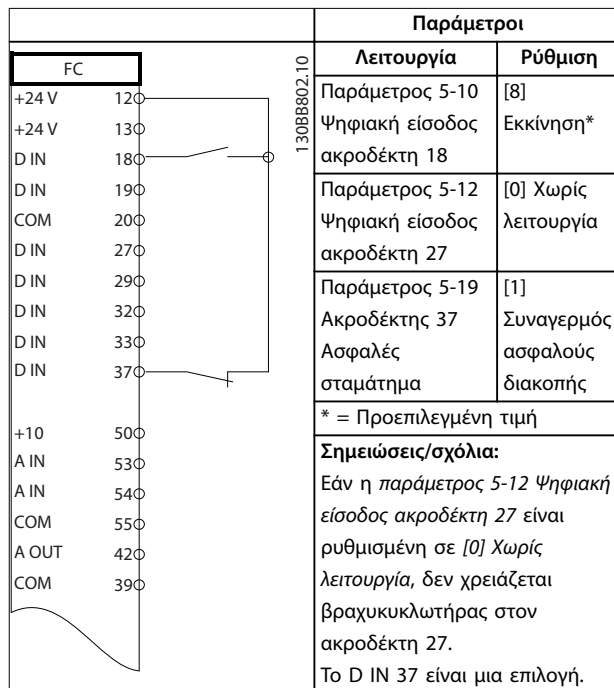 FC
+24 V 12
+24 V 13
D IN 18
D IN 19
COM 20
D IN 27
D IN 29
D IN 32
D IN 33
D IN 37
+10 50
A IN 53
A IN 54
COM 55
A OUT 42
COM 39
130BB802.10
Παράμετροι
Λειτουργία Ρύθμιση
Παράμετρος 5-10 [8]
Ψηφιακή είσοδος Εκκίνηση*
ακροδέκτη 18
Παράμετρος 5-12 [0] Χωρίς
Ψηφιακή είσοδος λειτουργία
ακροδέκτη 27
Παράμετρος 5-19 [1]
Ακροδέκτης 37 Συναγερμός
Ασφαλές ασφαλούς
σταμάτημα διακοπής
* = Προεπιλεγμένη τιμή
Σημειώσεις/σχόλια:
Εάν η παράμετρος 5-12 Ψηφιακή
είσοδος ακροδέκτη 27 είναι
ρυθμισμένη σε [0] Χωρίς
λειτουργία, δεν χρειάζεται
βραχυκυκλωτήρας στον
ακροδέκτη 27.
Το D IN 37 είναι μια επιλογή.